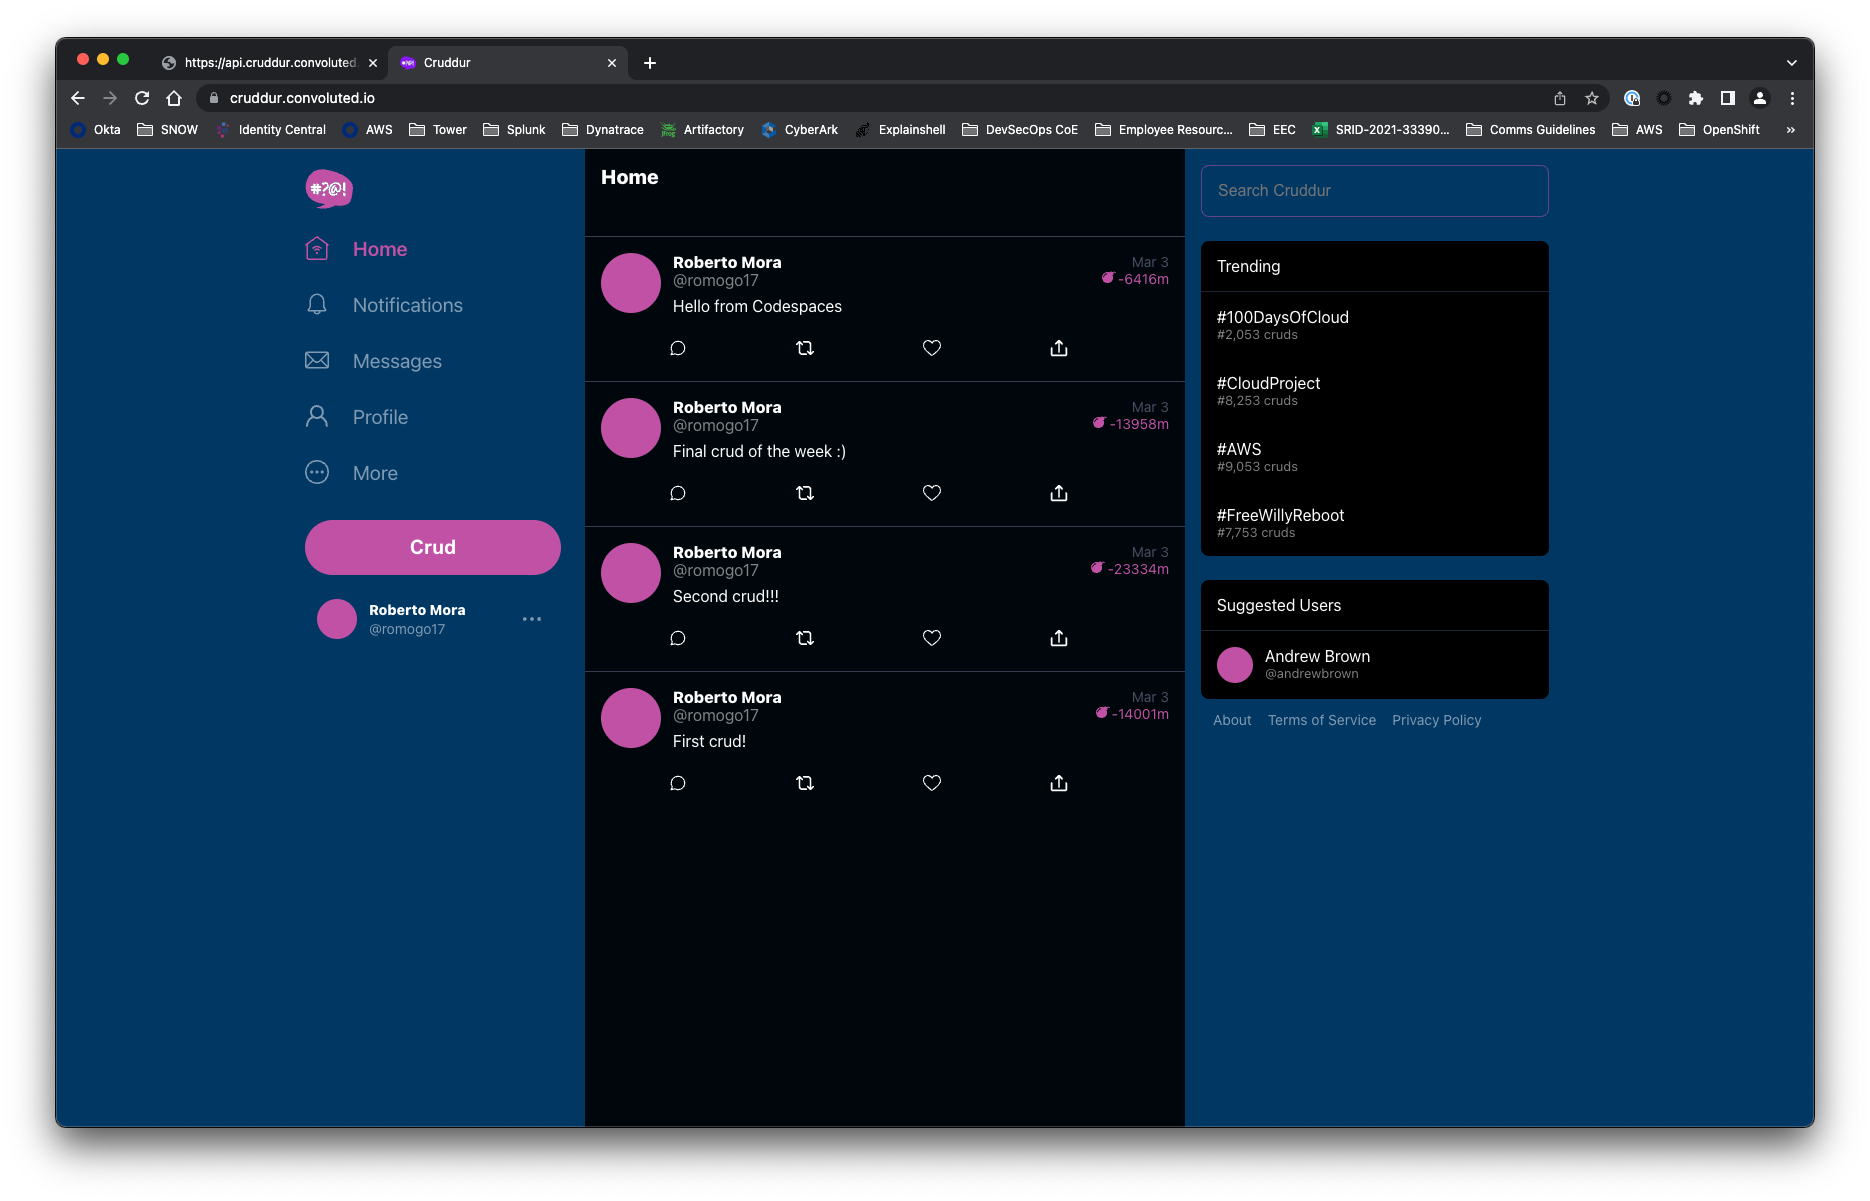 https://api.cruddur.convoluted.
Cruddur
cruddur.convoluted.io
Okta SNOW Identity Central AWS Tower Splunk Dynatrace Artifactory CyberArk Explainshell DevSecOps CoE Employee Resourc... EEC SRID-2021-33390... Comms Guidelines AWS OpenShift »
#?@!
Home
Notifications
Messages
Profile
More
Crud
Roberto Mora
@romogo17
Home
Roberto Mora
Mar 3
@romogo17
-6416m
Hello from Codespaces
Roberto Mora
Mar 3
@romogo17
-13958m
Final crud of the week :)
Roberto Mora
Mar 3
@romogo17
-23334m
Second crud!!!
Roberto Mora
Mar 3
@romogo17
-14001m
First crud!
Search Cruddur
Trending
#100DaysOfCloud
#2,053 cruds
#CloudProject
#8,253 cruds
#AWS
#9,053 cruds
#FreeWillyReboot
#7,753 cruds
Suggested Users
Andrew Brown
@andrewbrown
About Terms of Service Privacy Policy